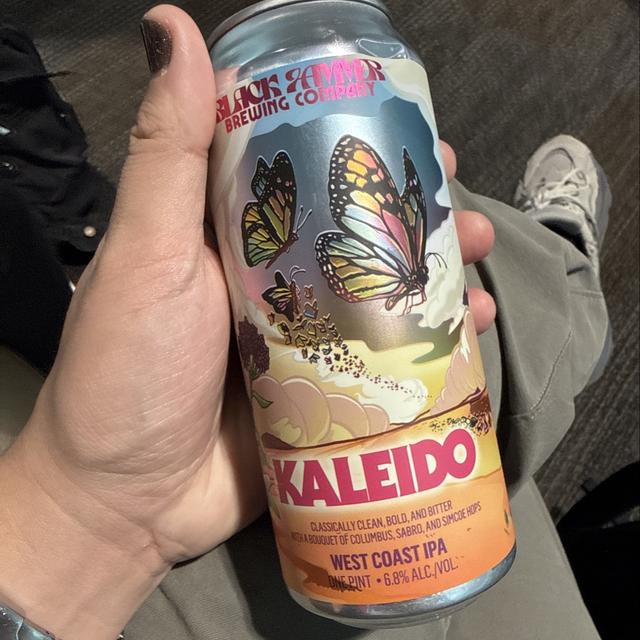 BLACK HAMMER
BREWING COMPANY
KALEIDO
CLASSICALLY CLEAN, BOLD, AND BITTER
WITH A BOUQUET OF COLUMBUS, SABRO, AND SIMCOE HOPS
WEST COAST IPA
ONE PINT • 6.8% ALC./VOL.